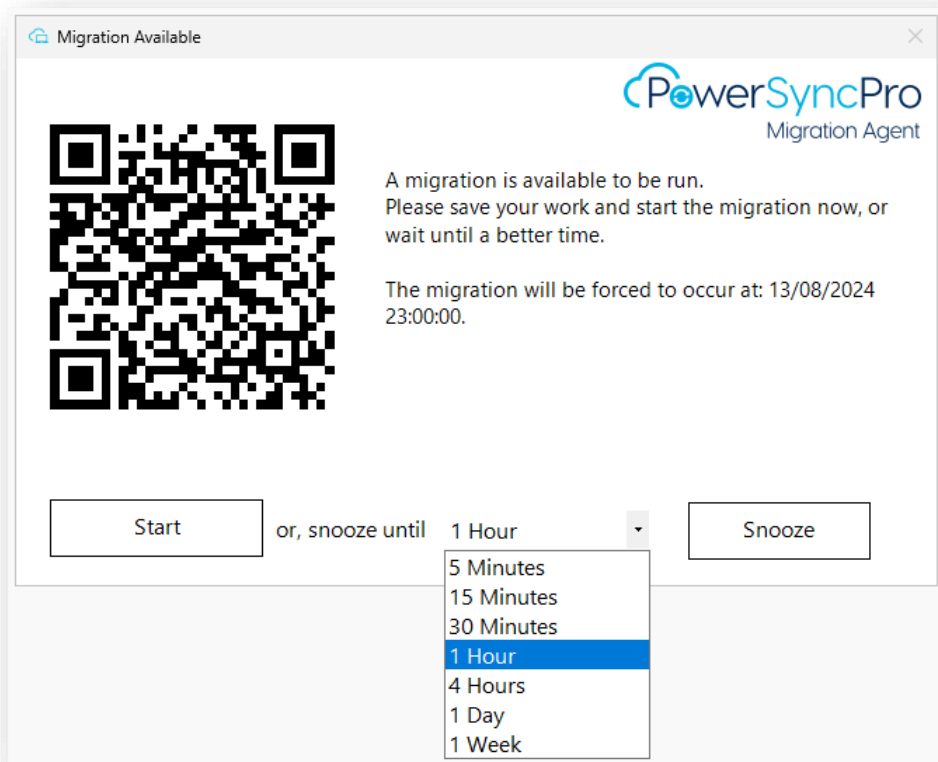 Migration Available
PowerSyncPro
Migration Agent
A migration is available to be run.
Please save your work and start the migration now, or
wait until a better time.
The migration will be forced to occur at: 13/08/2024
23:00:00.
Start
or, snooze until
1 Hour
Snooze
5 Minutes
15 Minutes
30 Minutes
1 Hour
4 Hours
1 Day
1 Week